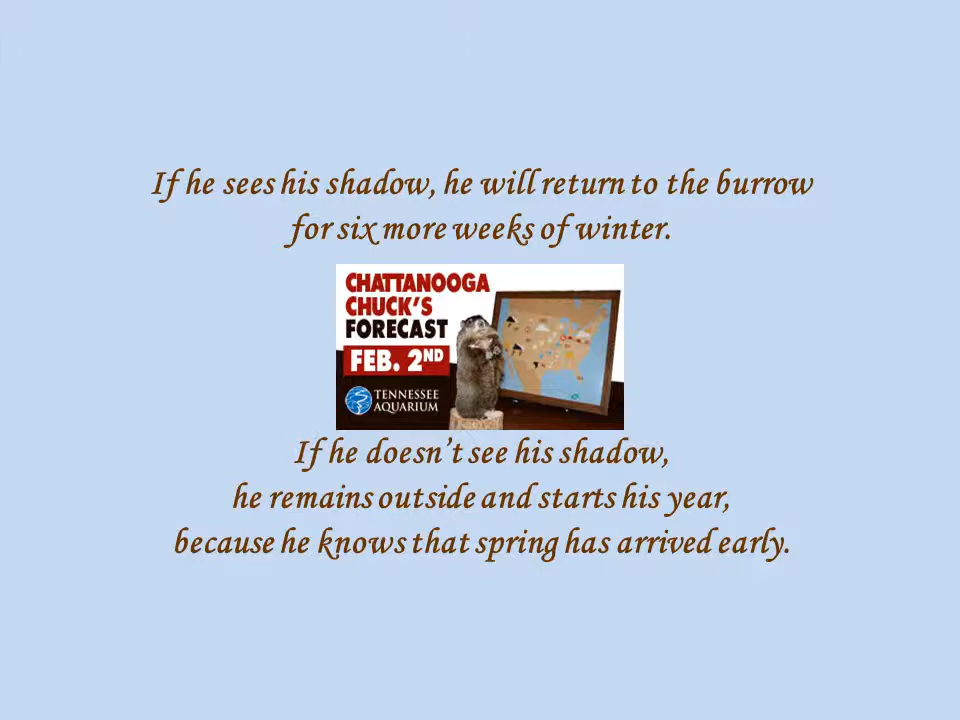 If he sees his shadow, he will return to the burrow
for six more weeks of winter.
CHATTANOOGA
CHUCK'S
FORECAST
FEB. 2ND
TENNESSEE
AQUARIUM
If he doesn't see his shadow,
he remains outside and starts his year,
because he knows that spring has arrived early.